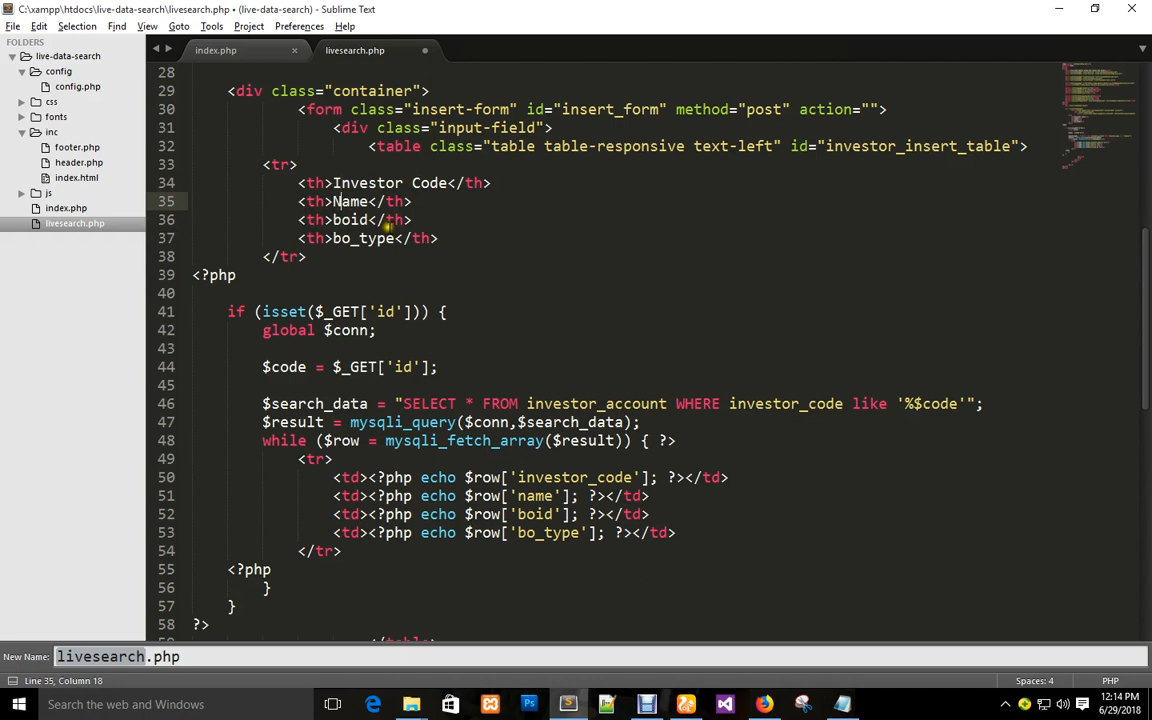 C:\xampp\htdocs\live-data-search\livesearch.php • (live-data-search) - Sublime Text
File Edit Selection Find View Goto Tools Project Preferences Help
FOLDERS
live-data-search
config
config.php
css
fonts
inc
footer.php
header.php
index.html
js
index.php
livesearch.php
index.php × livesearch.php
28
29 <div class="container">
30 <form class="insert-form" id="insert_form" method="post" action="">
31 <div class="input-field">
32 <table class="table table-responsive text-left" id="investor_insert_table">
33 <tr>
34 <th>Investor Code</th>
35 <th>Name</th>
36 <th>boid</th>
37 <th>bo_type</th>
38 </tr>
39 <?php
40
41 if (isset($_GET['id'])) {
42 global $conn;
43
44 $code = $_GET['id'];
45
46 $search_data = "SELECT * FROM investor_account WHERE investor_code like '%$code'";
47 $result = mysqli_query($conn,$search_data);
48 while ($row = mysqli_fetch_array($result)) { ?>
49 <tr>
50 <td><?php echo $row['investor_code']; ?></td>
51 <td><?php echo $row['name']; ?></td>
52 <td><?php echo $row['boid']; ?></td>
53 <td><?php echo $row['bo_type']; ?></td>
54 </tr>
55 <?php
56 }
57 }
58 ?>
59 </table>
New Name: livesearch.php
Line 35, Column 18 Spaces: 4 PHP
Search the web and Windows 12:14 PM
6/29/2018